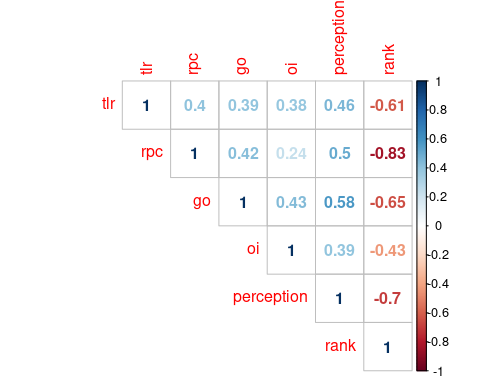 tlr rpc go oi perception rank
tlr 1 0.4 0.39 0.38 0.46 -0.61
rpc 1 0.42 0.24 0.5 -0.83
go 1 0.43 0.58 -0.65
oi 1 0.39 -0.43
perception 1 -0.7
rank 1
1
0.8
0.6
0.4
0.2
0
-0.2
-0.4
-0.6
-0.8
-1